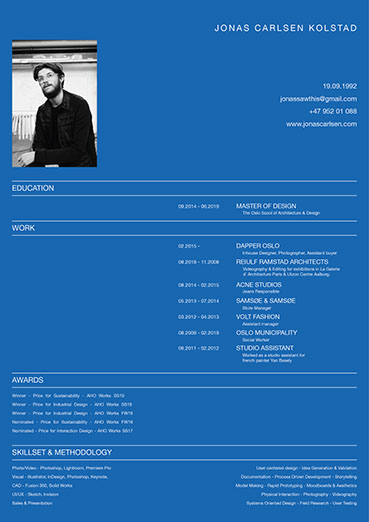 JONAS CARLSEN KOLSTAD
19.09.1992
jonassawthis@gmail.com
+47 952 01 088
www.jonascarlsen.com
EDUCATION
09.2014 - 06.2019 MASTER OF DESIGN
The Oslo Scool of Architecture & Design
WORK
02.2015 - DAPPER OSLO
Inhouse Designer, Photographer, Assistant buyer
08.2018 - 11.2008 REIULF RAMSTAD ARCHITECTS
Videography & Editing for exhibitions in La Galerie
d' Architecture Paris & Utzon Centre Aalborg.
08.2014 - 02.2015 ACNE STUDIOS
Jeans Responsible
05.2013 - 07.2014 SAMSØE & SAMSØE
Store Manager
03.2012 - 04.2013 VOLT FASHION
Assistant manager
08.2009 - 02.2018 OSLO MUNICIPALITY
Social Worker
08.2011 - 02.2012 STUDIO ASSISTANT
Worked as a studio assistant for
french painter Yan Bosely
AWARDS
Winner - Price for Sustainability - AHO Works SS19
Winner - Price for Industrial Design - AHO Works SS18
Winner - Price for Industrial Design - AHO Works FW18
Nominated - Price for Sustainability - AHO Works FW18
Nominated - Price for Interaction Design - AHO Works SS17
SKILLSET & METHODOLOGY
Photo/Video - Photoshop, Lightroom, Premiere Pro
Visual - Illustrator, InDesign, Photoshop, Keynote,
CAD - Fusion 360, Solid Works
UI/UX - Sketch, Invision
Sales & Presentation
User centered design - Idea Generation & Validation
Documentation - Process Driven Development - Storytelling
Model Making - Rapid Prototyping - Moodboards & Aesthetics
Physical Interaction - Photography - Videography
Systems Oriented Design - Field Research - User Testing